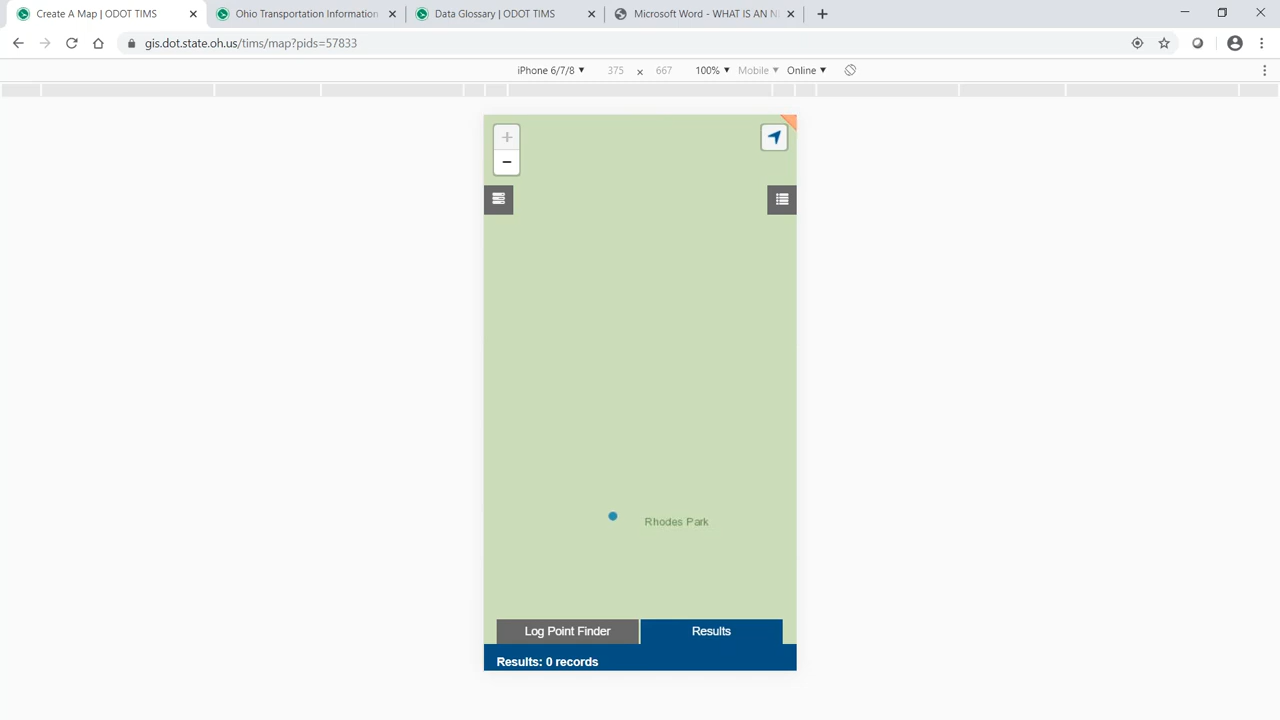 Create A Map | ODOT TIMS
Ohio Transportation Information
Data Glossary | ODOT TIMS
Microsoft Word - WHAT IS AN N
gis.dot.state.oh.us/tims/map?pids=57833
iPhone 6/7/8 ▼ 375 × 667 100% ▼ Mobile ▼ Online ▼
+
−
Rhodes Park
Log Point Finder Results
Results: 0 records